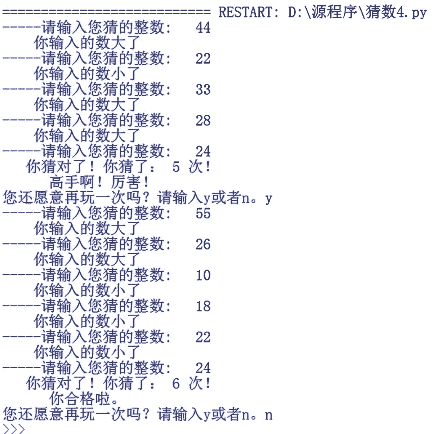 =========================== RESTART: D:\源程序\猜数4.py
-----请输入您猜的整数: 44
你输入的数大了
-----请输入您猜的整数: 22
你输入的数小了
-----请输入您猜的整数: 33
你输入的数大了
-----请输入您猜的整数: 28
你输入的数大了
-----请输入您猜的整数: 24
你猜对了!你猜了: 5 次!
高手啊!厉害!
您还愿意再玩一次吗?请输入y或者n。y
-----请输入您猜的整数: 55
你输入的数大了
-----请输入您猜的整数: 26
你输入的数大了
-----请输入您猜的整数: 10
你输入的数小了
-----请输入您猜的整数: 18
你输入的数小了
-----请输入您猜的整数: 22
你输入的数小了
-----请输入您猜的整数: 24
你猜对了!你猜了: 6 次!
你合格啦。
您还愿意再玩一次吗?请输入y或者n。n
>>>